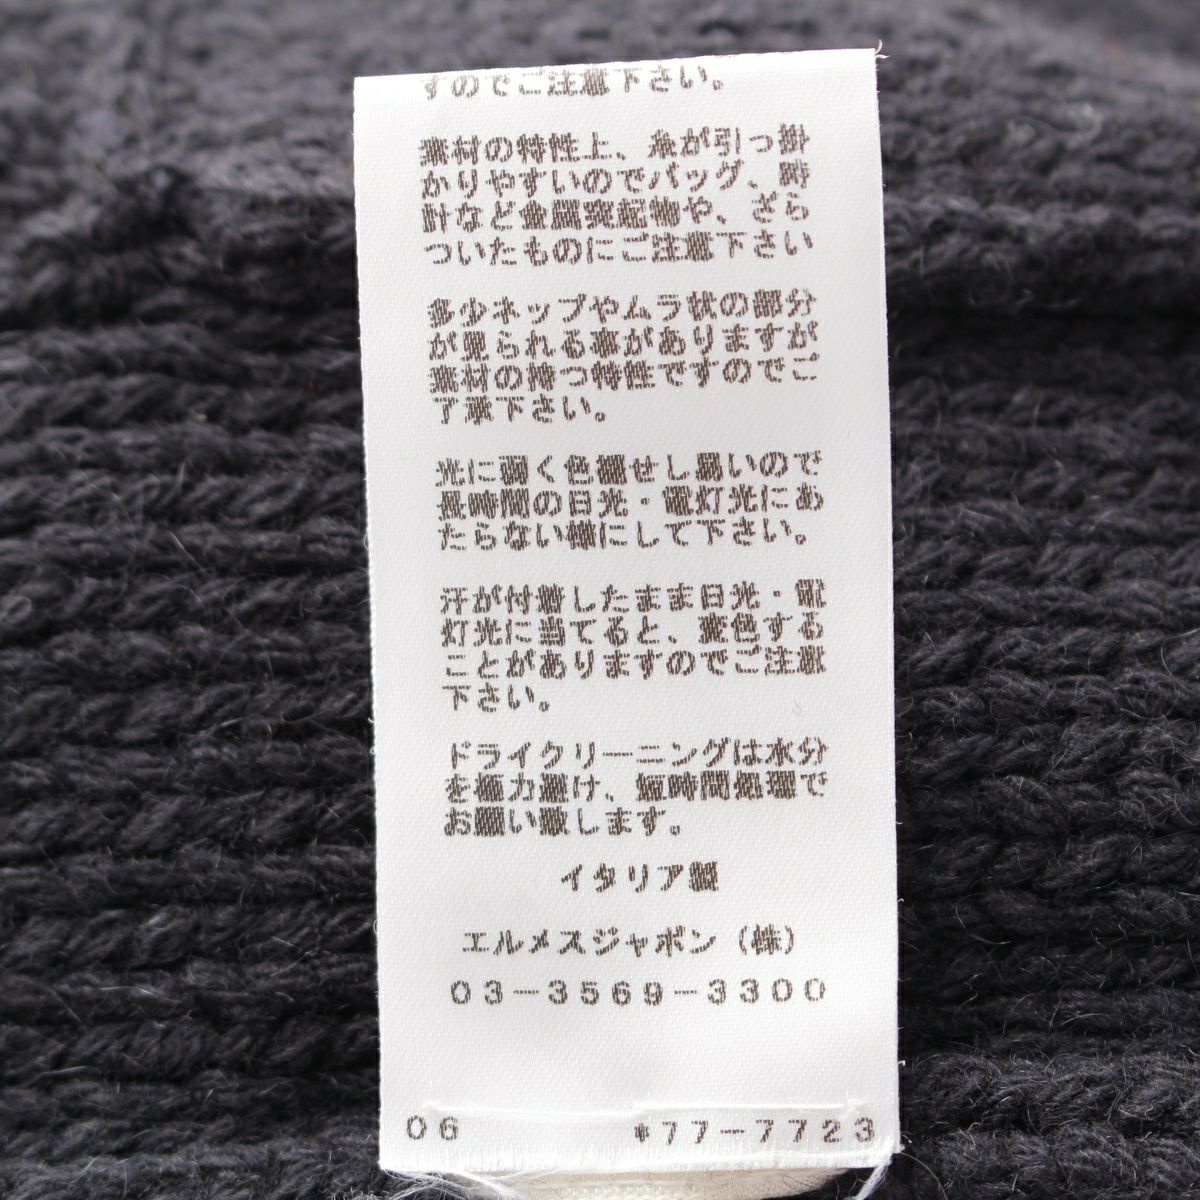 すのでご注意下さい。
素材の特性上、糸が引っ掛
かりやすいのでバッグ、時
計など金属突起物や、ざら
ついたものにご注意下さい
多少ネップやムラ状の部分
が見られる事がありますが
素材の持つ特性ですのでご
了承下さい。
光に弱く色褪せし易いので
長時間の日光・電灯光にあ
たらない様にして下さい。
汗が付着したまま日光・電
灯光に当てると、変色する
ことがありますのでご注意
下さい。
ドライクリーニングは水分
を極力避け、短時間処理で
お願い致します。
イタリア製
エルメスジャポン（株）
03-3569-3300
06 *77-7723